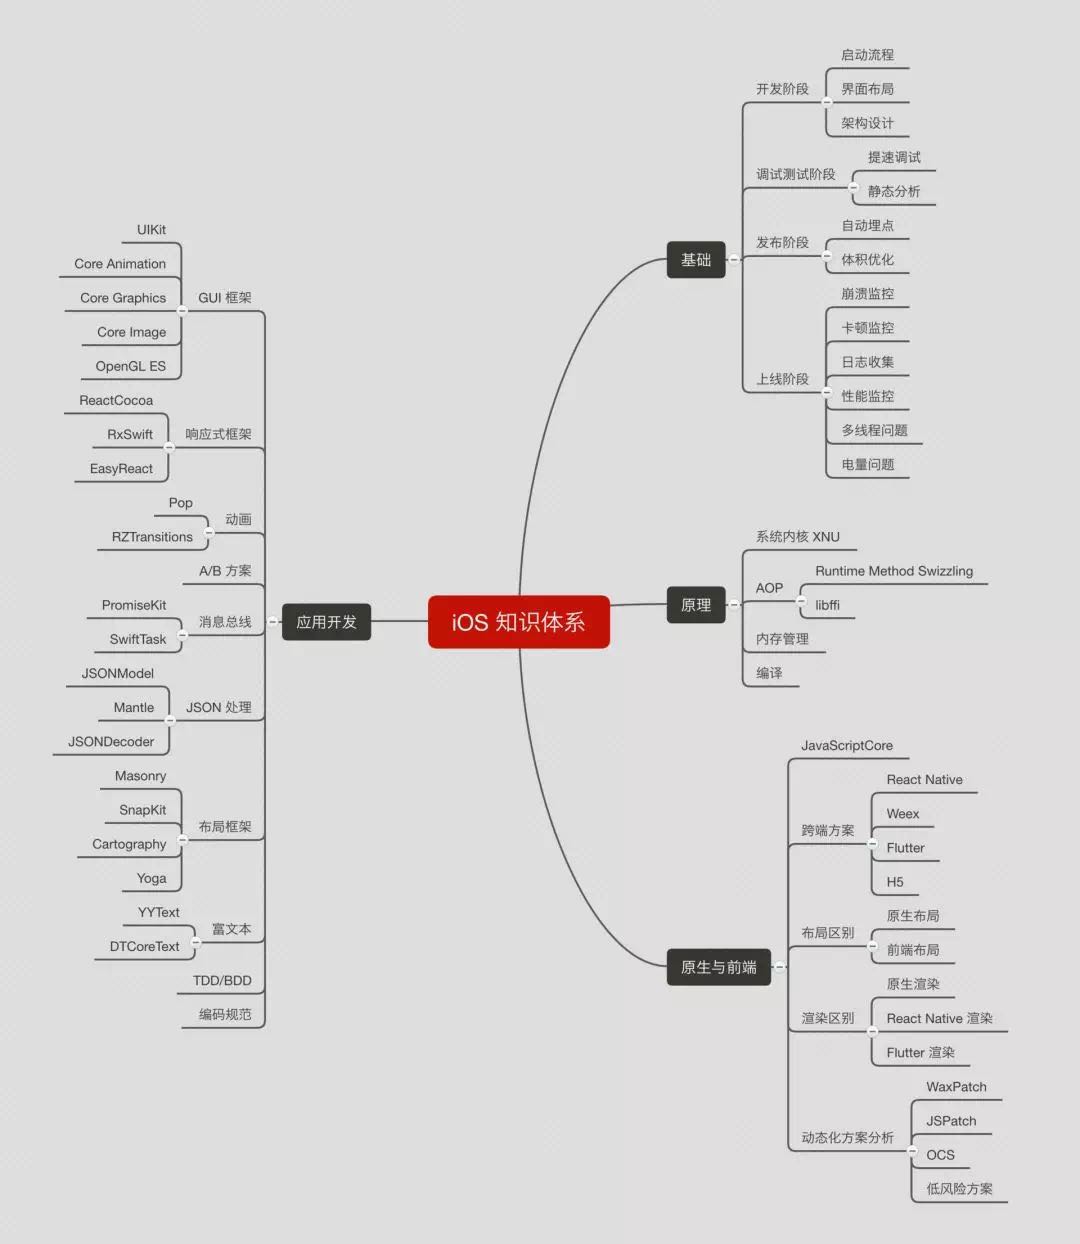 iOS 知识体系
基础
开发阶段
启动流程
界面布局
架构设计
调试测试阶段
提速调试
静态分析
发布阶段
自动埋点
体积优化
上线阶段
崩溃监控
卡顿监控
日志收集
性能监控
多线程问题
电量问题
原理
系统内核 XNU
AOP
Runtime Method Swizzling
libffi
内存管理
编译
原生与前端
JavaScriptCore
跨端方案
React Native
Weex
Flutter
H5
布局区别
原生布局
前端布局
渲染区别
原生渲染
React Native 渲染
Flutter 渲染
动态化方案分析
WaxPatch
JSPatch
OCS
低风险方案
应用开发
GUI 框架
UIKit
Core Animation
Core Graphics
Core Image
OpenGL ES
响应式框架
ReactCocoa
RxSwift
EasyReact
动画
Pop
RZTransitions
A/B 方案
消息总线
PromiseKit
SwiftTask
JSON 处理
JSONModel
Mantle
JSONDecoder
布局框架
Masonry
SnapKit
Cartography
Yoga
富文本
YYText
DTCoreText
TDD/BDD
编码规范